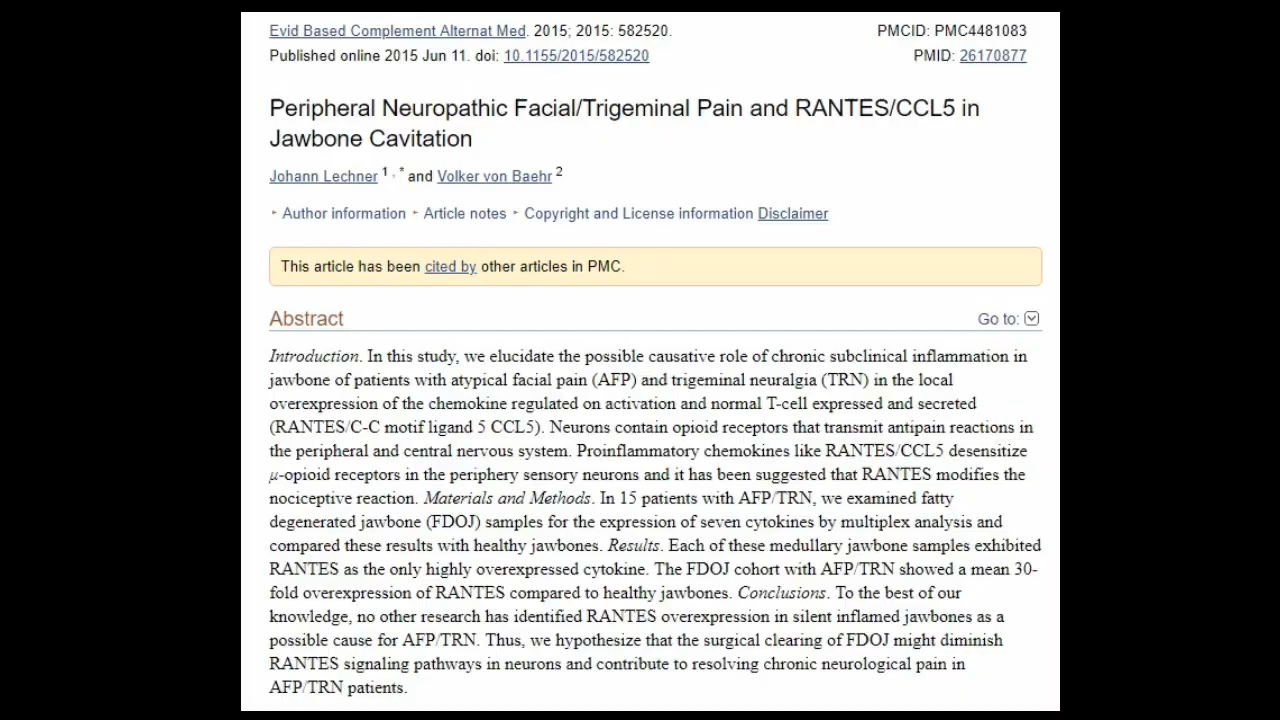 Evid Based Complement Alternat Med. 2015; 2015: 582520. PMCID: PMC4481083
Published online 2015 Jun 11. doi: 10.1155/2015/582520 PMID: 26170877
Peripheral Neuropathic Facial/Trigeminal Pain and RANTES/CCL5 in
Jawbone Cavitation
Johann Lechner 1 , * and Volker von Baehr 2
▸ Author information ▸ Article notes ▸ Copyright and License information Disclaimer
This article has been cited by other articles in PMC.
Abstract Go to:
Introduction. In this study, we elucidate the possible causative role of chronic subclinical inflammation in
jawbone of patients with atypical facial pain (AFP) and trigeminal neuralgia (TRN) in the local
overexpression of the chemokine regulated on activation and normal T-cell expressed and secreted
(RANTES/C-C motif ligand 5 CCL5). Neurons contain opioid receptors that transmit antipain reactions in
the peripheral and central nervous system. Proinflammatory chemokines like RANTES/CCL5 desensitize
μ-opioid receptors in the periphery sensory neurons and it has been suggested that RANTES modifies the
nociceptive reaction. Materials and Methods. In 15 patients with AFP/TRN, we examined fatty
degenerated jawbone (FDOJ) samples for the expression of seven cytokines by multiplex analysis and
compared these results with healthy jawbones. Results. Each of these medullary jawbone samples exhibited
RANTES as the only highly overexpressed cytokine. The FDOJ cohort with AFP/TRN showed a mean 30-
fold overexpression of RANTES compared to healthy jawbones. Conclusions. To the best of our
knowledge, no other research has identified RANTES overexpression in silent inflamed jawbones as a
possible cause for AFP/TRN. Thus, we hypothesize that the surgical clearing of FDOJ might diminish
RANTES signaling pathways in neurons and contribute to resolving chronic neurological pain in
AFP/TRN patients.